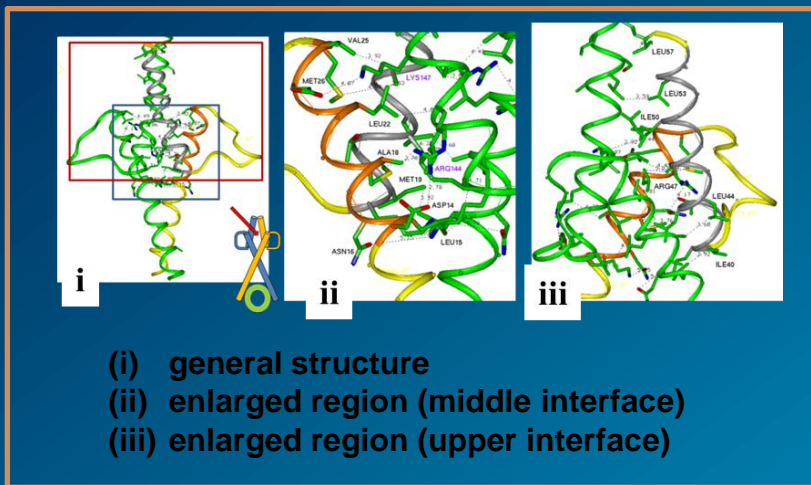 VAL25
MET26
LYS147
LEU22
ALA18
ARG144
MET19
ASP14
ASN16
LEU15
LEU57
LEU53
ILE50
ARG47
LEU44
ILE40
i
ii
iii
(i) general structure
(ii) enlarged region (middle interface)
(iii) enlarged region (upper interface)